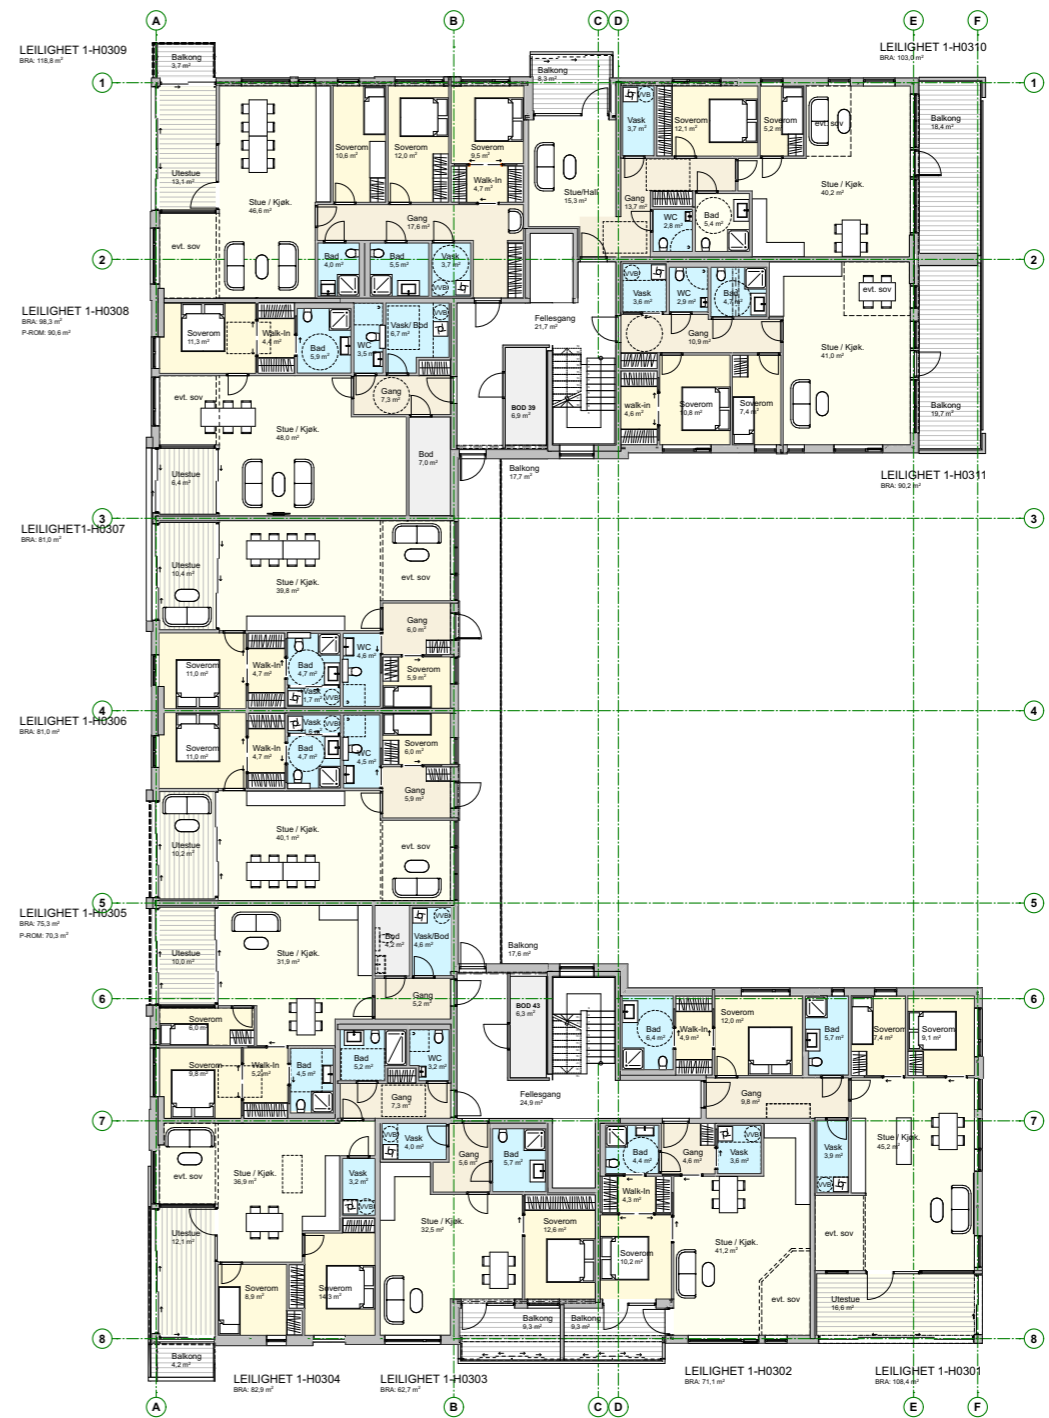 A
B
C
D
E
F
LEILIGHET 1-H0309
BRA: 118,8 m²
Balkong
3,7 m²
Balkong
8,3 m²
LEILIGHET 1-H0310
BRA: 103,0 m²
1
1
Utestue
13,1 m²
Stue / Kjøk.
46,6 m²
evt. sov
Soverom
10,6 m²
Soverom
12,0 m²
Soverom
9,5 m²
Walk-In
4,7 m²
Gang
17,6 m²
Stue/Hall
15,3 m²
VVB
Vask
3,7 m²
Soverom
12,1 m²
Soverom
5,2 m²
evt. sov
Balkong
18,4 m²
Gang
13,7 m²
WC
2,8 m²
Bad
5,4 m²
Stue / Kjøk.
40,2 m²
2
2
Bad
4,0 m²
Bad
5,5 m²
Vask
3,7 m²
VVB
LEILIGHET 1-H0308
BRA: 98,3 m²
P-ROM: 90,6 m²
Soverom
11,3 m²
Walk-In
4,4 m²
Bad
5,9 m²
WC
3,5 m²
Vask/ Bod
6,7 m²
VVB
Fellesgang
21,7 m²
VVB
Vask
3,6 m²
WC
2,9 m²
Bad
4,7 m²
Gang
10,9 m²
evt. sov
Stue / Kjøk.
41,0 m²
evt. sov
Stue / Kjøk.
48,0 m²
Gang
7,3 m²
BOD 39
6,9 m²
walk-in
4,6 m²
Soverom
10,8 m²
Soverom
7,4 m²
Balkong
19,7 m²
Utestue
6,4 m²
Bod
7,0 m²
Balkong
17,7 m²
LEILIGHET 1-H0311
BRA: 90,2 m²
3
3
LEILIGHET1-H0307
BRA: 81,0 m²
Utestue
10,4 m²
Stue / Kjøk.
39,8 m²
evt. sov
Gang
6,0 m²
Soverom
11,0 m²
Walk-In
4,7 m²
Bad
4,7 m²
WC
4,6 m²
Soverom
5,9 m²
Vask
1,7 m²
VVB
4
4
LEILIGHET 1-H0306
BRA: 81,0 m²
Vask
VVB
Soverom
11,0 m²
Walk-In
4,7 m²
Bad
4,7 m²
WC
4,5 m²
Soverom
6,0 m²
Gang
5,9 m²
Utestue
10,2 m²
Stue / Kjøk.
40,1 m²
evt. sov
5
5
LEILIGHET 1-H0305
BRA: 75,3 m²
P-ROM: 70,3 m²
Utestue
10,0 m²
Stue / Kjøk.
31,9 m²
Bod
4,2 m²
Vask/Bod
4,6 m²
VVB
Balkong
17,6 m²
6
6
Gang
5,2 m²
BOD 43
6,3 m²
Soverom
6,0 m²
Soverom
9,8 m²
Walk-In
5,2 m²
Bad
4,5 m²
Bad
5,2 m²
WC
3,2 m²
Gang
7,3 m²
Fellesgang
24,9 m²
Bad
6,4 m²
Walk-In
4,9 m²
Soverom
12,0 m²
Bad
5,7 m²
Soverom
7,4 m²
Soverom
9,1 m²
Gang
9,8 m²
7
7
evt. sov
Stue / Kjøk.
36,9 m²
Vask
3,2 m²
VVB
VVB
Vask
4,0 m²
Gang
5,6 m²
Bad
5,7 m²
Bad
4,4 m²
Gang
4,6 m²
VVB
Vask
3,6 m²
Vask
3,9 m²
VVB
Stue / Kjøk.
45,2 m²
Utestue
12,1 m²
Stue / Kjøk.
32,5 m²
Soverom
12,6 m²
Walk-In
4,3 m²
Soverom
10,2 m²
Stue / Kjøk.
41,2 m²
evt. sov
evt. sov
Soverom
8,9 m²
Soverom
14,3 m²
Utestue
16,6 m²
Balkong
9,3 m²
Balkong
9,3 m²
8
8
Balkong
4,2 m²
LEILIGHET 1-H0304
BRA: 82,9 m²
LEILIGHET 1-H0303
BRA: 62,7 m²
LEILIGHET 1-H0302
BRA: 71,1 m²
LEILIGHET 1-H0301
BRA: 108,4 m²
A
B
C
D
E
F